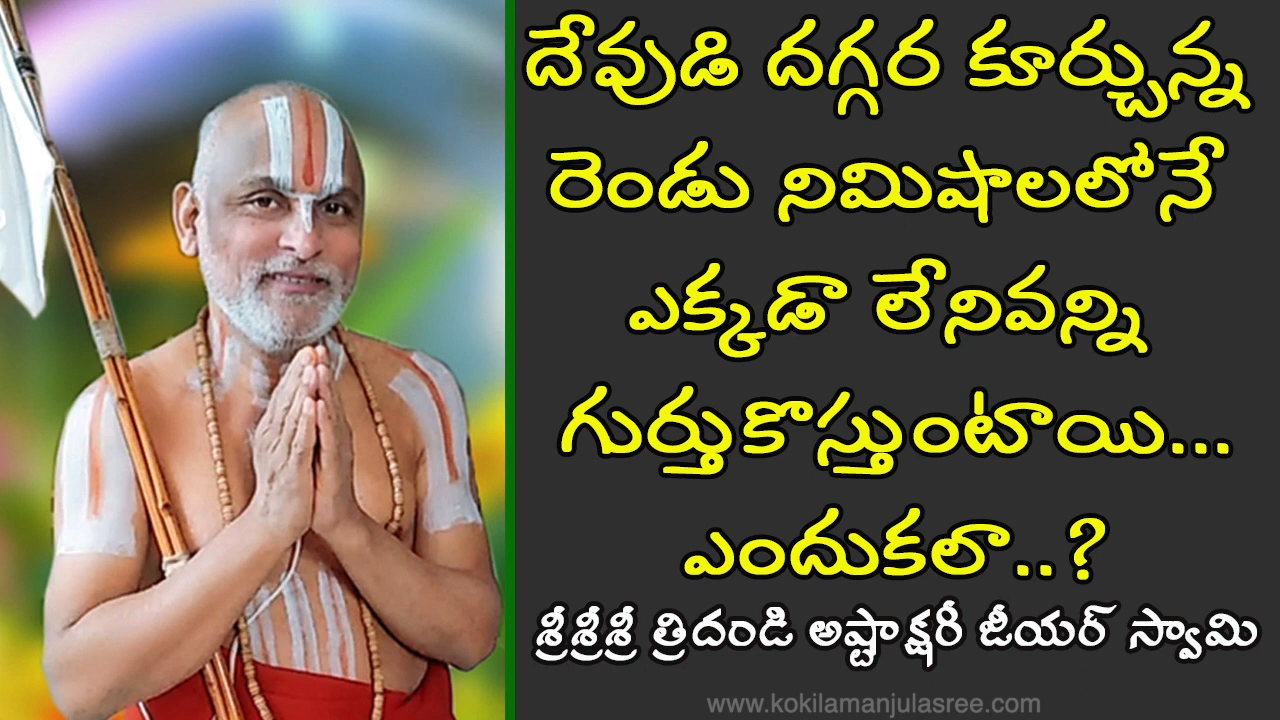 దేవుడి దగ్గర కూర్చున్న
రెండు నిమిషాలలోనే
ఎక్కడా లేనివన్ని
గుర్తుకొస్తుంటాయి...
ఎందుకలా..?
శ్రీశ్రీశ్రీ త్రిదండి అష్టాక్షరీ జీయర్ స్వామి
www.kokilamanjulasree.com